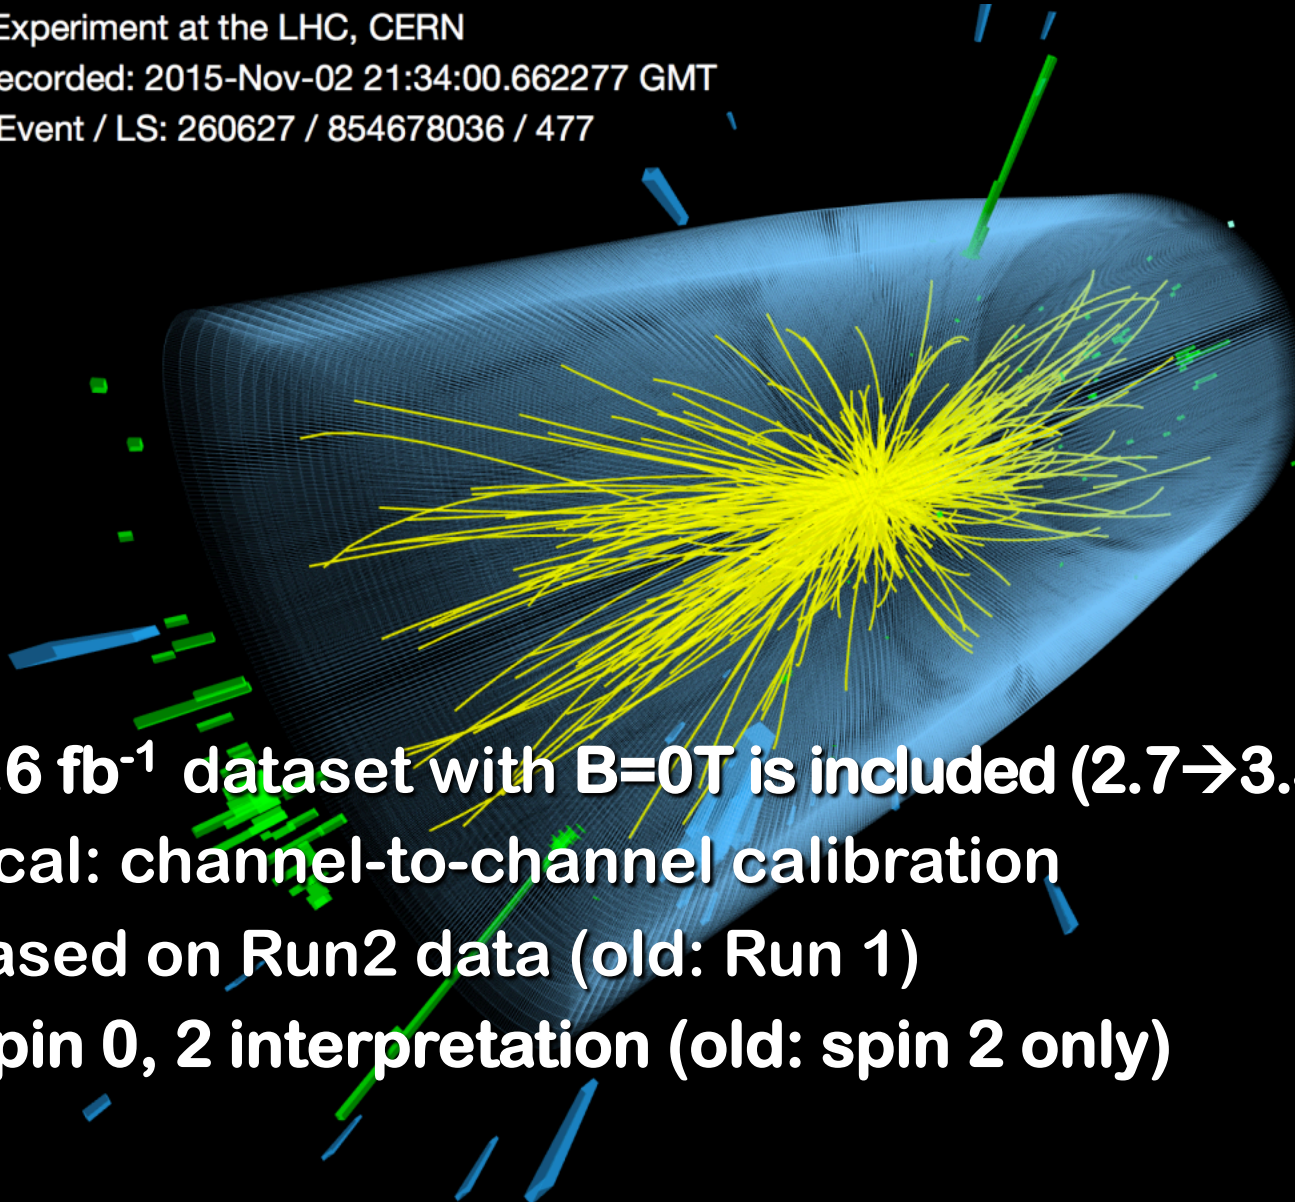 Experiment at the LHC, CERN
ecorded: 2015-Nov-02 21:34:00.662277 GMT
Event / LS: 260627 / 854678036 / 477
.6 fb⁻¹ dataset with B=0T is included (2.7→3.
cal: channel-to-channel calibration
ased on Run2 data (old: Run 1)
pin 0, 2 interpretation (old: spin 2 only)